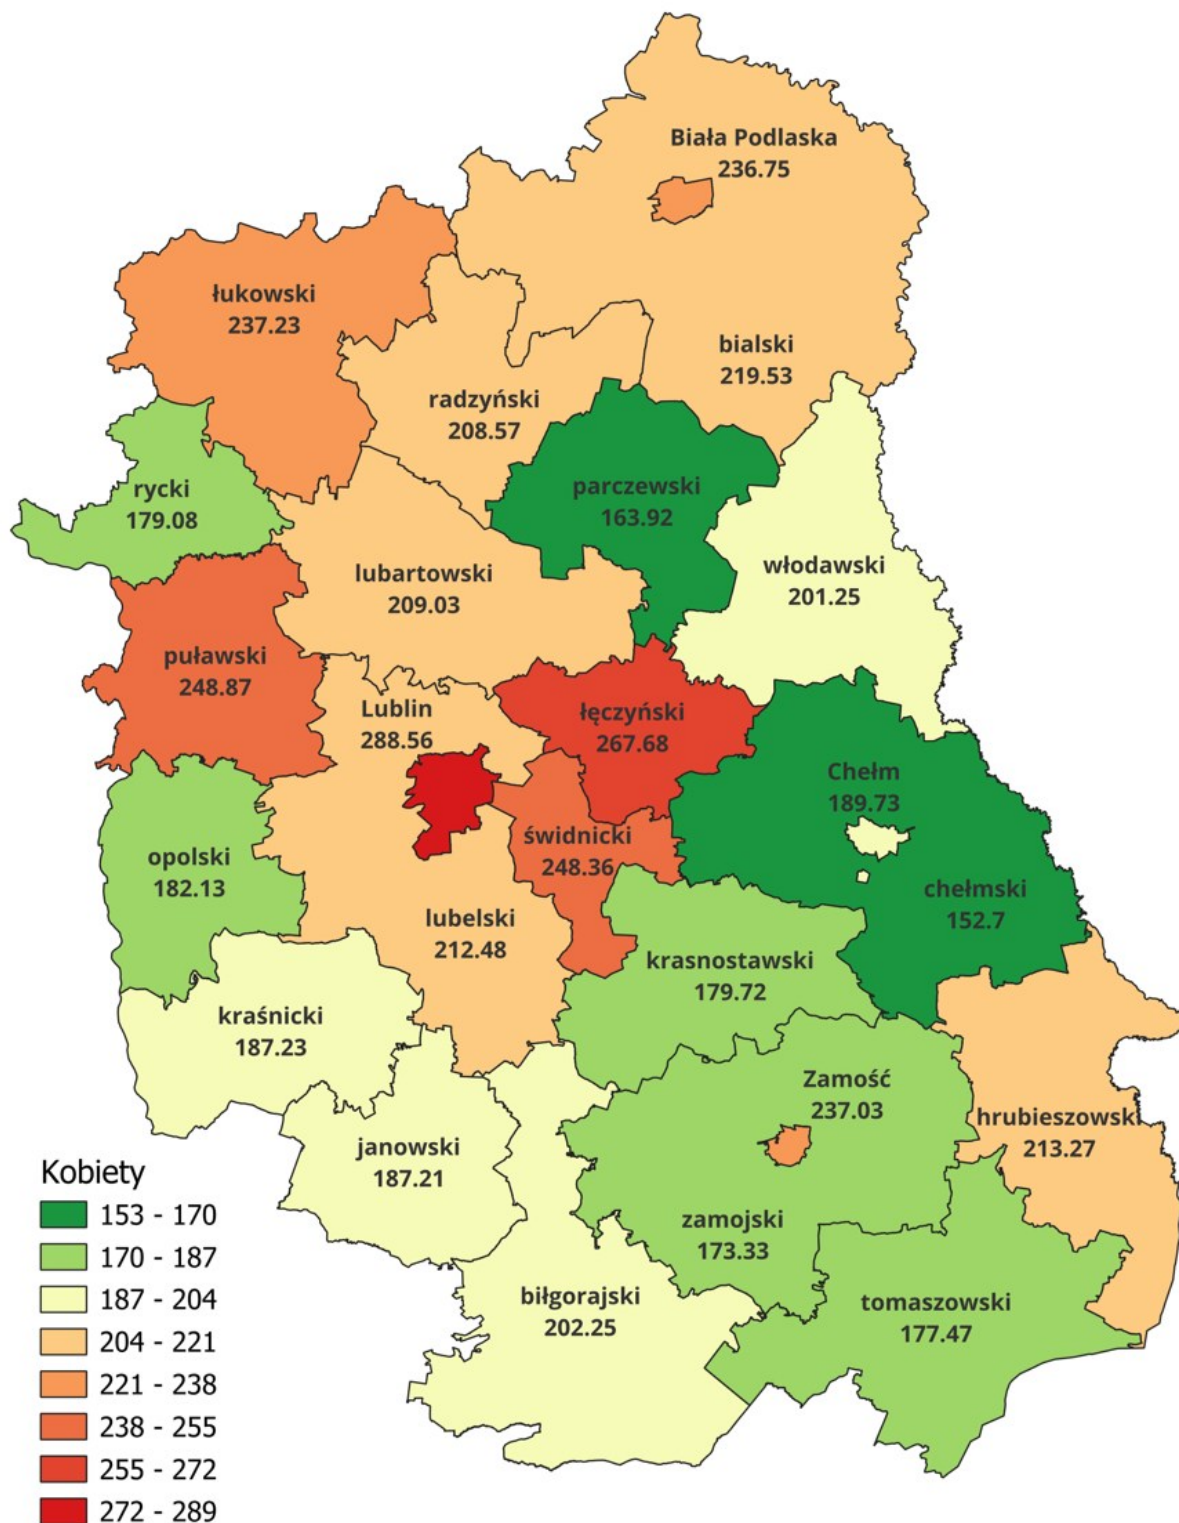 Biała Podlaska
236.75
łukowski
237.23
bialski
219.53
radzyński
208.57
rycki
179.08
parczewski
163.92
włodawski
201.25
lubartowski
209.03
puławski
248.87
Lublin
288.56
łęczyński
267.68
Chełm
189.73
świdnicki
248.36
opolski
182.13
chełmski
152.7
lubelski
212.48
krasnostawski
179.72
kraśnicki
187.23
Zamość
237.03
hrubieszowski
213.27
janowski
187.21
zamojski
173.33
biłgorajski
202.25
tomaszowski
177.47
Kobiety
153 - 170
170 - 187
187 - 204
204 - 221
221 - 238
238 - 255
255 - 272
272 - 289